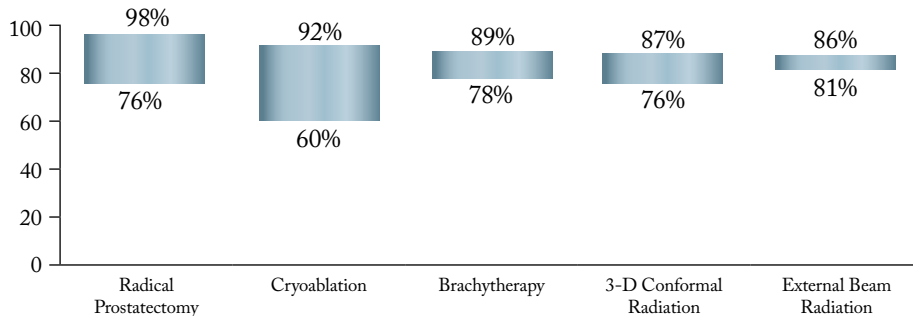 100
80
60
40
20
0
98%
76%
92%
60%
89%
78%
87%
76%
86%
81%
Radical
Prostatectomy
Cryoablation
Brachytherapy
3-D Conformal
Radiation
External Beam
Radiation